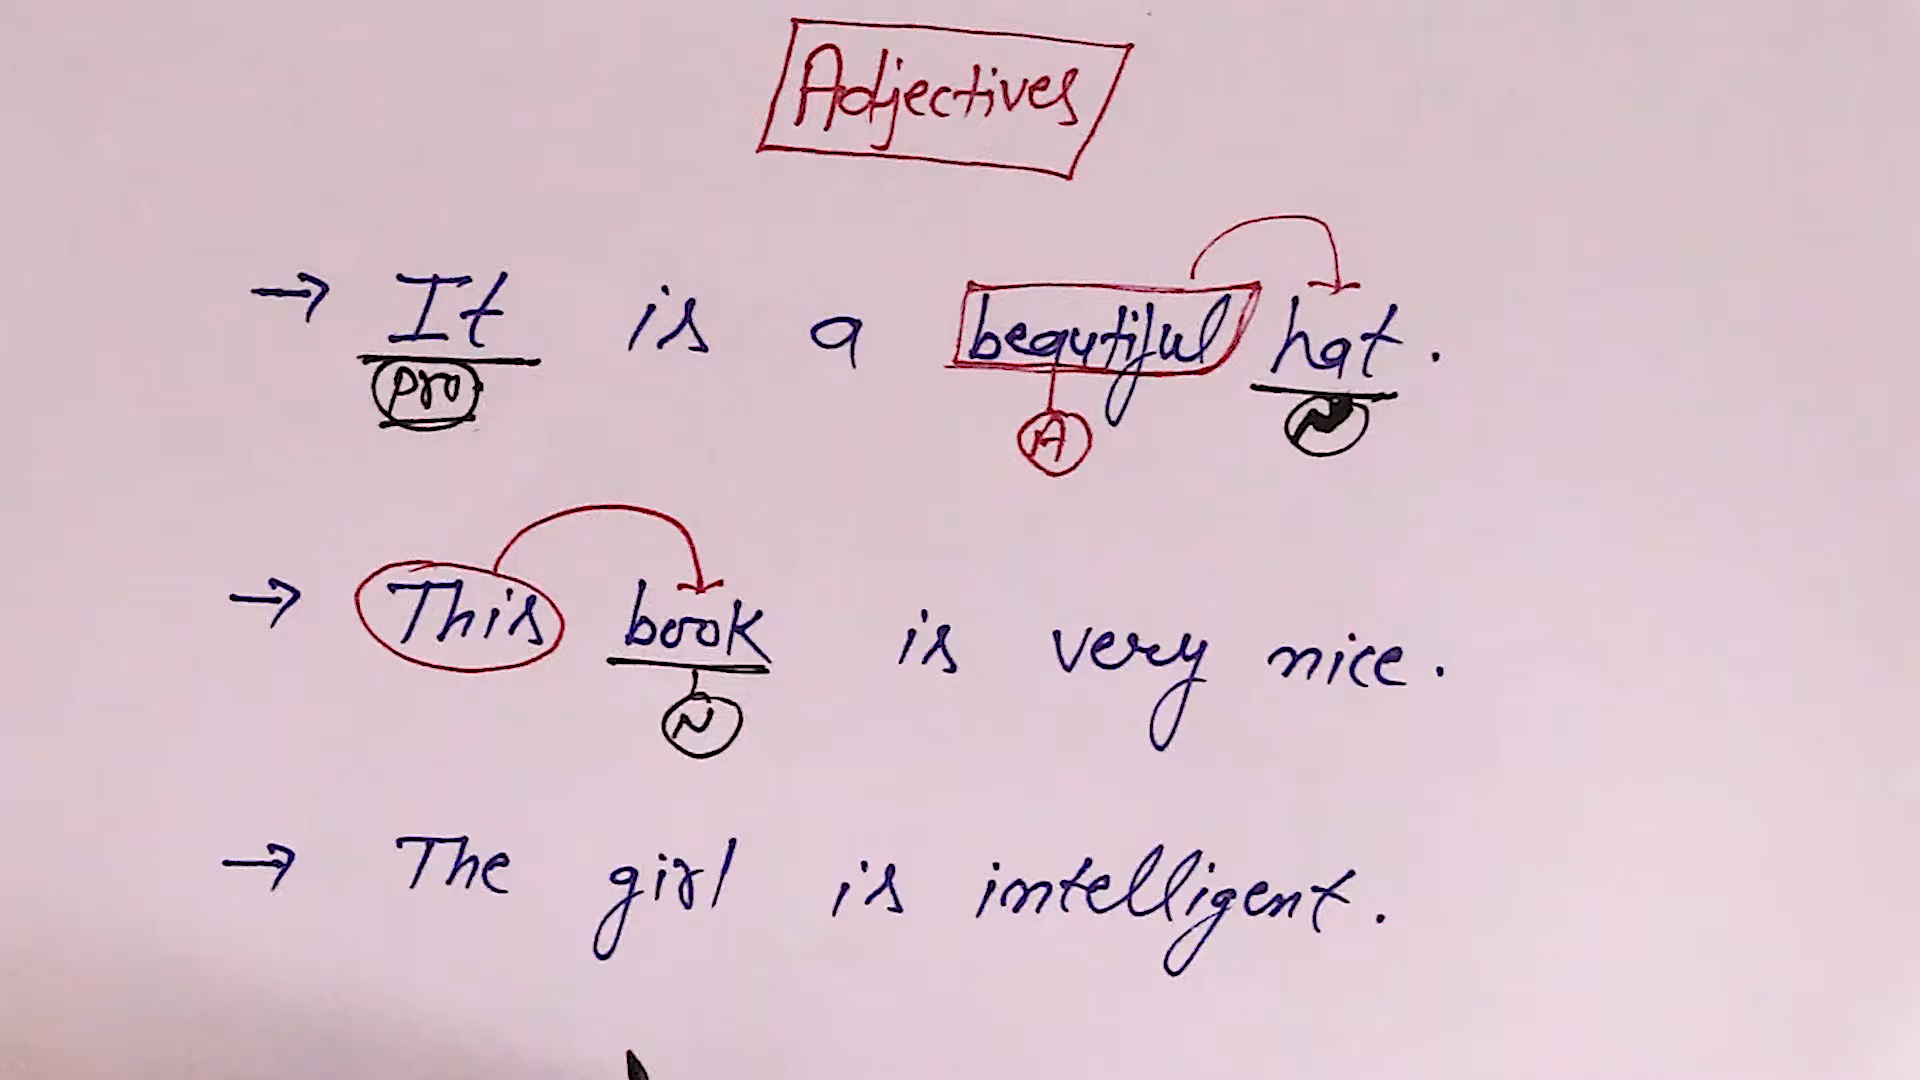 Adjectives
→ It is a beautiful hat.
pro A N
→ This book is very nice.
N
→ The girl is intelligent.